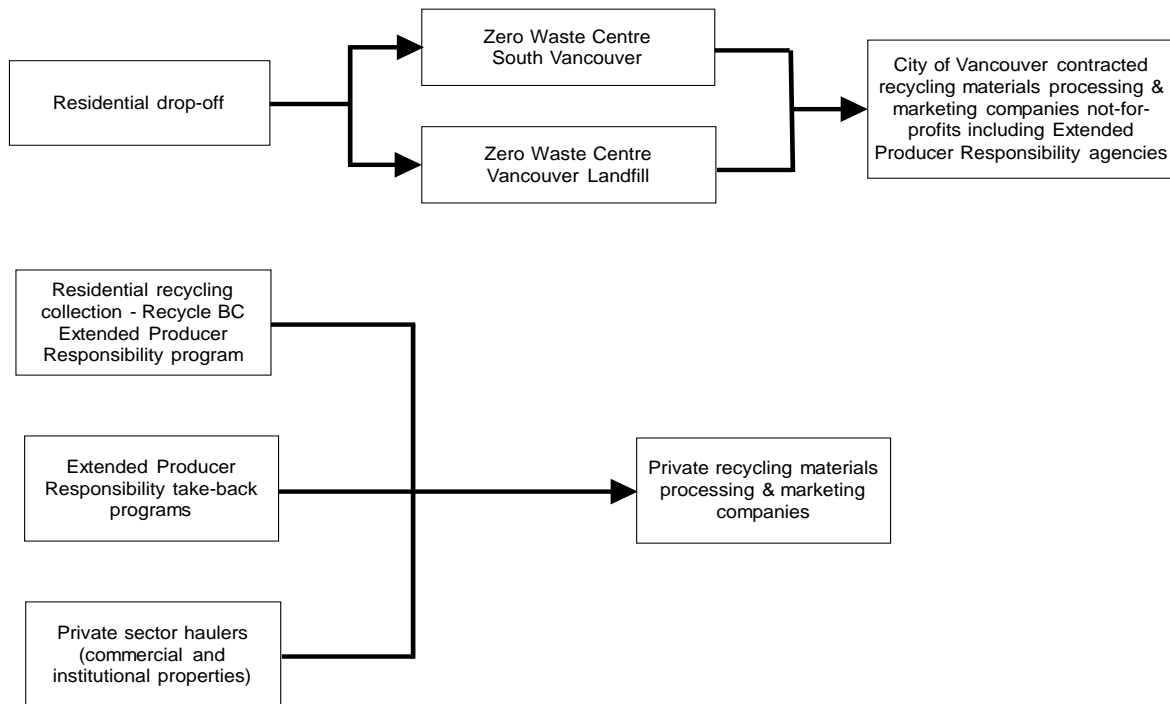 Residential drop-off
Zero Waste Centre
South Vancouver
Zero Waste Centre
Vancouver Landfill
City of Vancouver contracted
recycling materials processing &
marketing companies not-for-
profits including Extended
Producer Responsibility agencies
Residential recycling
collection - Recycle BC
Extended Producer
Responsibility program
Extended Producer
Responsibility take-back
programs
Private sector haulers
(commercial and
institutional properties)
Private recycling materials
processing & marketing
companies